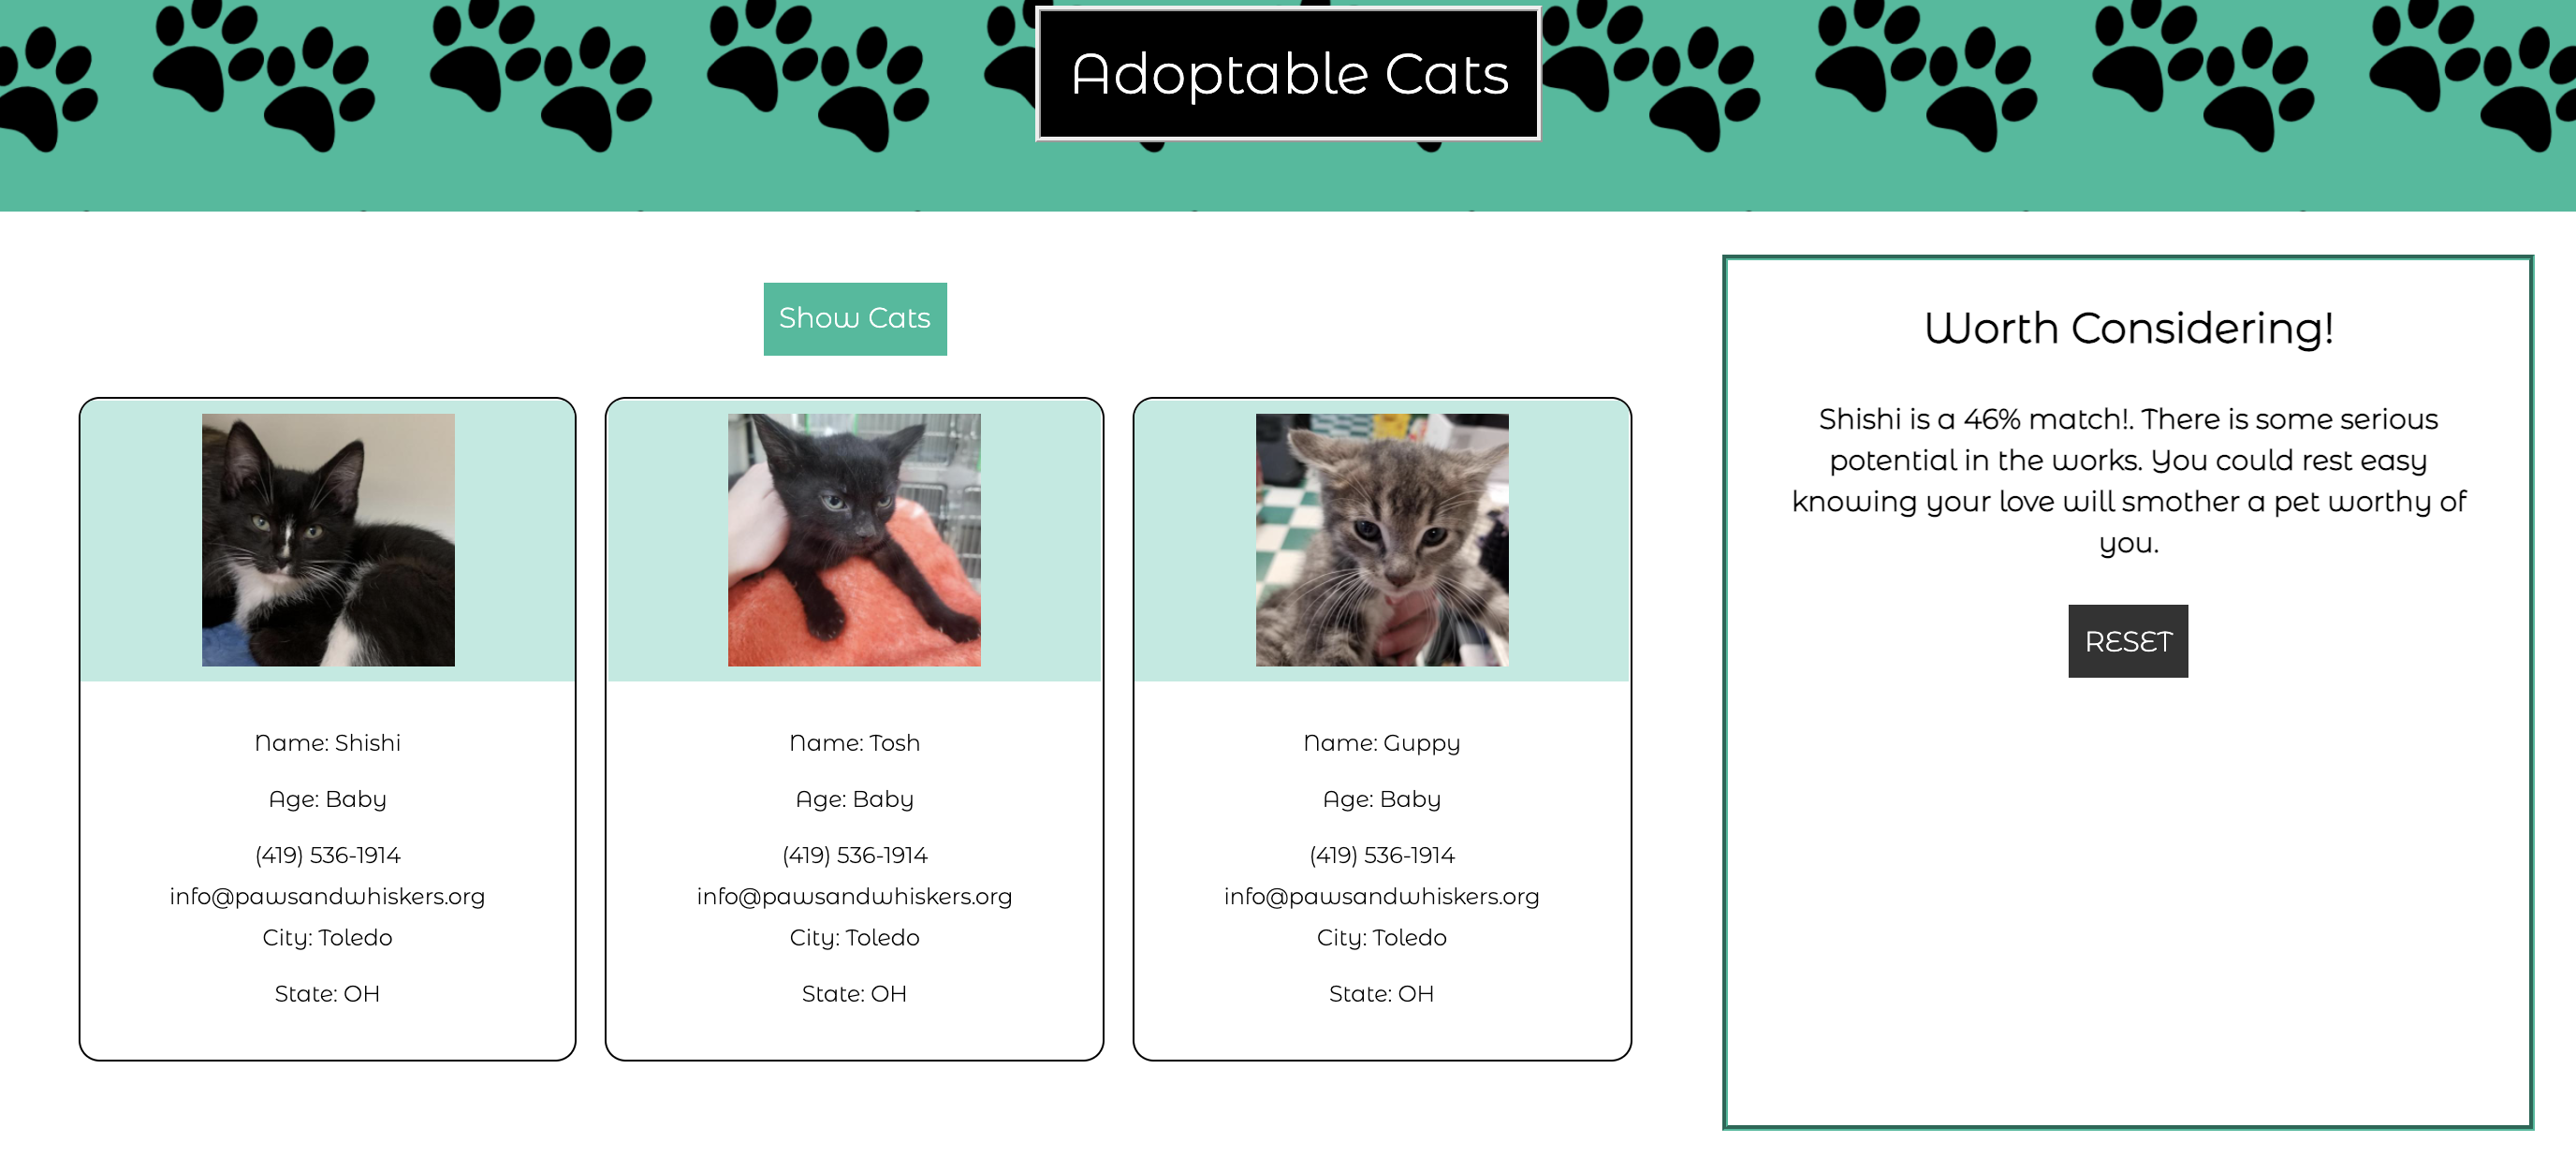 Adoptable Cats
Show Cats
Name: Shishi
Age: Baby
(419) 536-1914
info@pawsandwhiskers.org
City: Toledo
State: OH
Name: Tosh
Age: Baby
(419) 536-1914
info@pawsandwhiskers.org
City: Toledo
State: OH
Name: Guppy
Age: Baby
(419) 536-1914
info@pawsandwhiskers.org
City: Toledo
State: OH
Worth Considering!
Shishi is a 46% match!. There is some serious
potential in the works. You could rest easy
knowing your love will smother a pet worthy of
you.
RESET